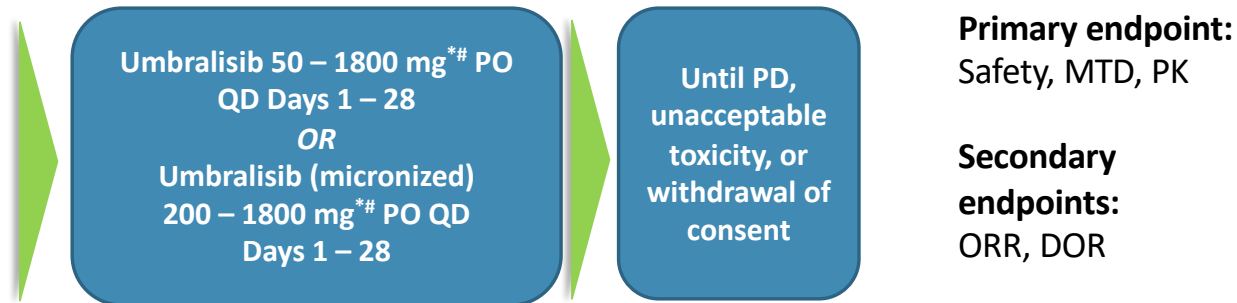 Umbralisib 50 – 1800 mg*# PO
QD Days 1 – 28
OR
Umbralisib (micronized)
200 – 1800 mg*# PO QD
Days 1 – 28
Until PD,
unacceptable
toxicity, or
withdrawal of
consent
Primary endpoint:
Safety, MTD, PK
Secondary
endpoints:
ORR, DOR